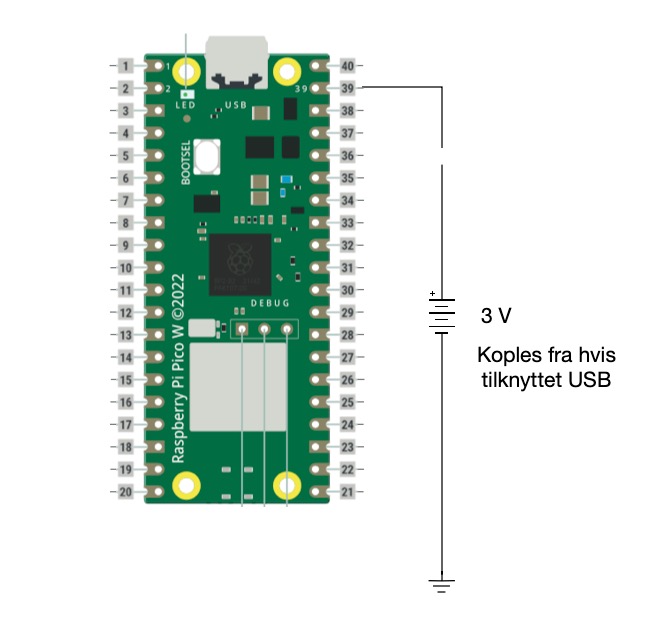 1 1 40
2 2 39 39
LED USB
3 38
4 37
5 BOOTSEL 36
6 35
7 34
8 33
9 32
10 31
11 30
DEBUG
12 29
13 28
14 27
15 26
16 25
17 24
18 23
19 22
20 21
Raspberry Pi Pico W ©2022
+
3 V
Koples fra hvis
tilknyttet USB